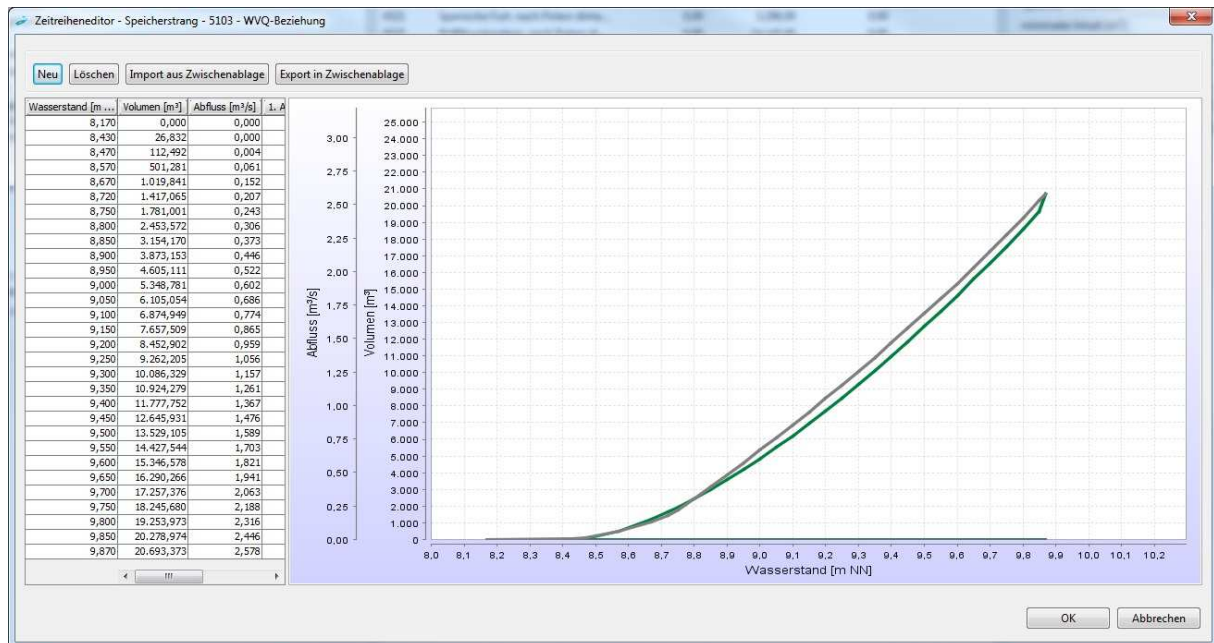 Zeitreiheneditor - Speicherstrang - 5103 - WVQ-Beziehung
Neu Löschen Import aus Zwischenablage Export in Zwischenablage
Wasserstand [m ... Volumen [m³] Abfluss [m³/s] 1. A
8,170 0,000 0,000
8,430 26,832 0,000
8,470 112,492 0,004
8,570 501,281 0,061
8,670 1.019,841 0,152
8,720 1.417,065 0,207
8,750 1.781,001 0,243
8,800 2.453,572 0,306
8,850 3.154,170 0,373
8,900 3.873,153 0,446
8,950 4.605,111 0,522
9,000 5.348,781 0,602
9,050 6.105,054 0,686
9,100 6.874,949 0,774
9,150 7.657,509 0,865
9,200 8.452,902 0,959
9,250 9.262,205 1,056
9,300 10.086,329 1,157
9,350 10.924,279 1,261
9,400 11.777,752 1,367
9,450 12.645,931 1,476
9,500 13.529,105 1,589
9,550 14.427,544 1,703
9,600 15.346,578 1,821
9,650 16.290,266 1,941
9,700 17.257,376 2,063
9,750 18.245,680 2,188
9,800 19.253,973 2,316
9,850 20.278,974 2,446
9,870 20.693,373 2,578
Abfluss [m³/s]
3,00
2,75
2,50
2,25
2,00
1,75
1,50
1,25
1,00
0,75
0,50
0,25
0,00
Volumen [m³]
25.000
24.000
23.000
22.000
21.000
20.000
19.000
18.000
17.000
16.000
15.000
14.000
13.000
12.000
11.000
10.000
9.000
8.000
7.000
6.000
5.000
4.000
3.000
2.000
1.000
0
8,0 8,1 8,2 8,3 8,4 8,5 8,6 8,7 8,8 8,9 9,0 9,1 9,2 9,3 9,4 9,5 9,6 9,7 9,8 9,9 10,0 10,1 10,2
Wasserstand [m NN]
OK Abbrechen